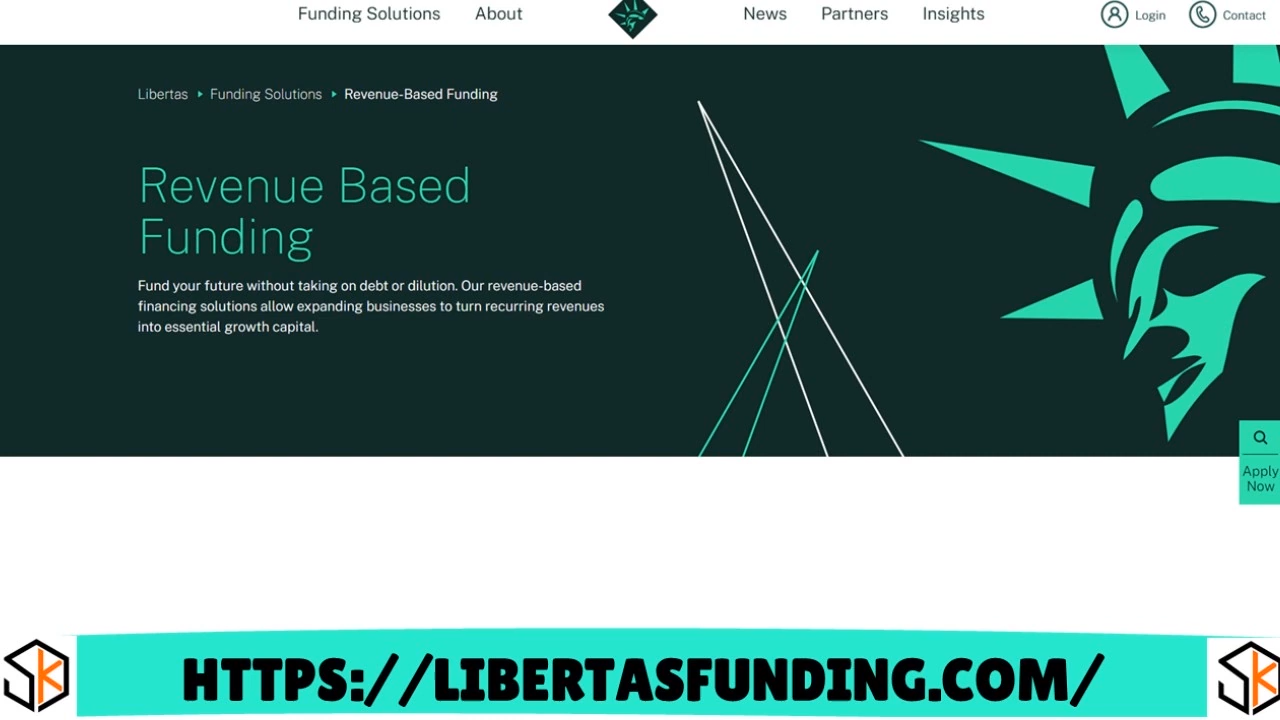 Funding Solutions About News Partners Insights Login Contact
Libertas Funding Solutions Revenue-Based Funding
Revenue Based
Funding
Fund your future without taking on debt or dilution. Our revenue-based
financing solutions allow expanding businesses to turn recurring revenues
into essential growth capital.
Apply
Now
SK HTTPS://LIBERTASFUNDING.COM/ SK